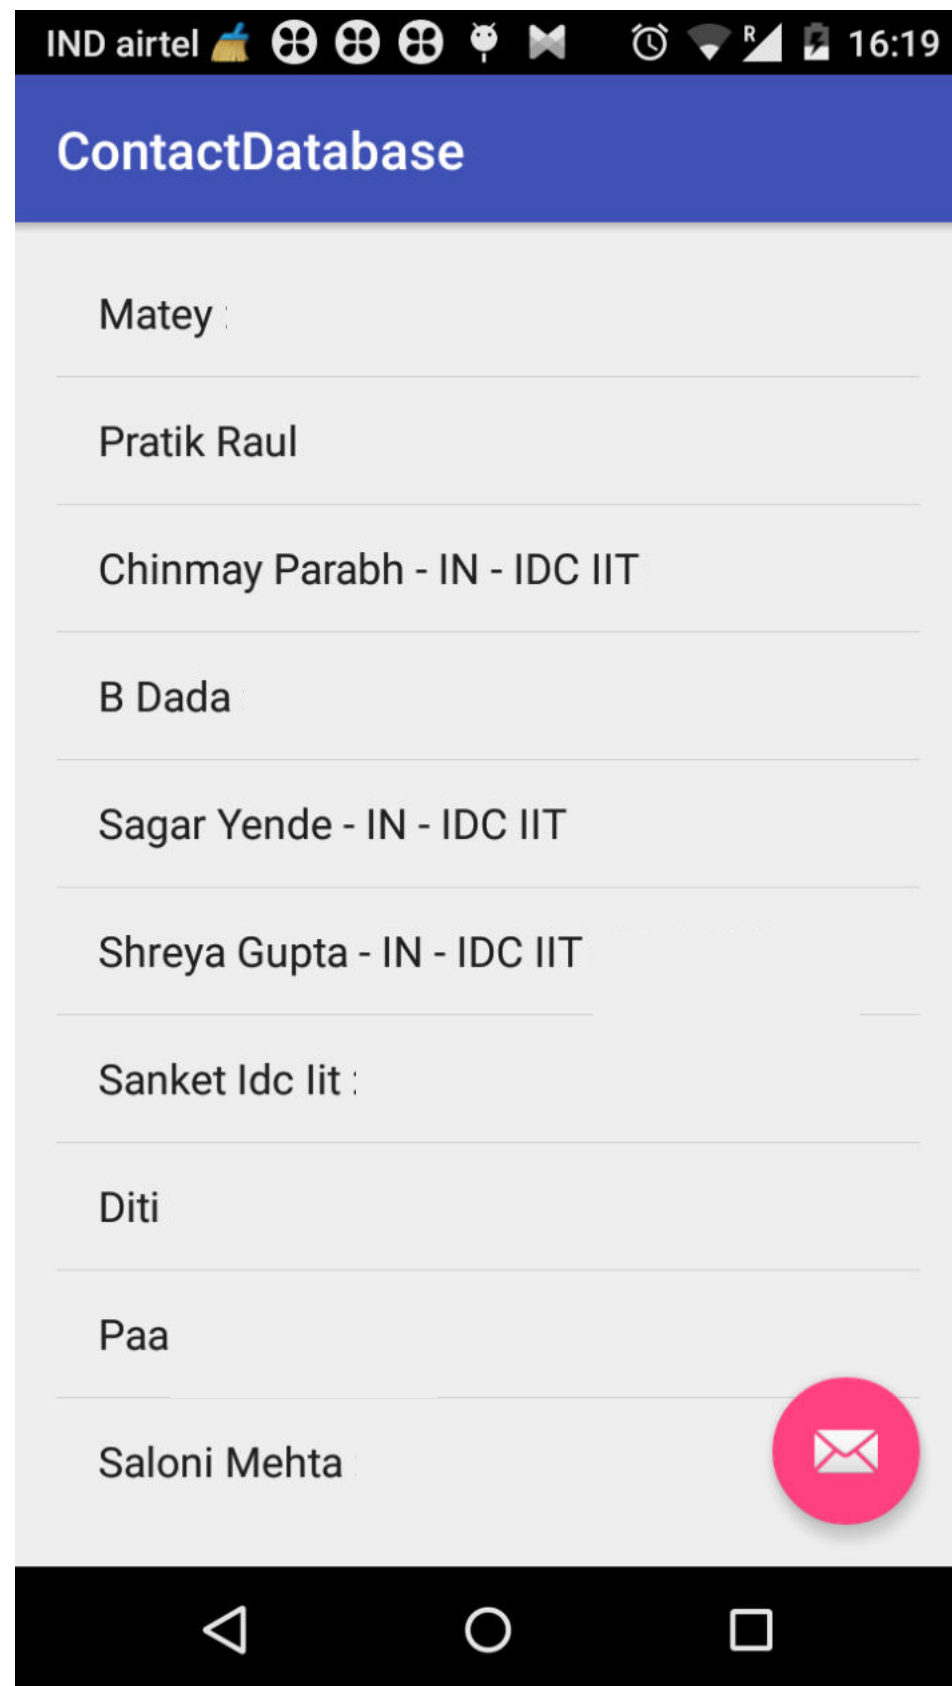 IND airtel R 16:19
ContactDatabase
Matey :
Pratik Raul
Chinmay Parabh - IN - IDC IIT
B Dada
Sagar Yende - IN - IDC IIT
Shreya Gupta - IN - IDC IIT
Sanket Idc Iit :
Diti
Paa
Saloni Mehta